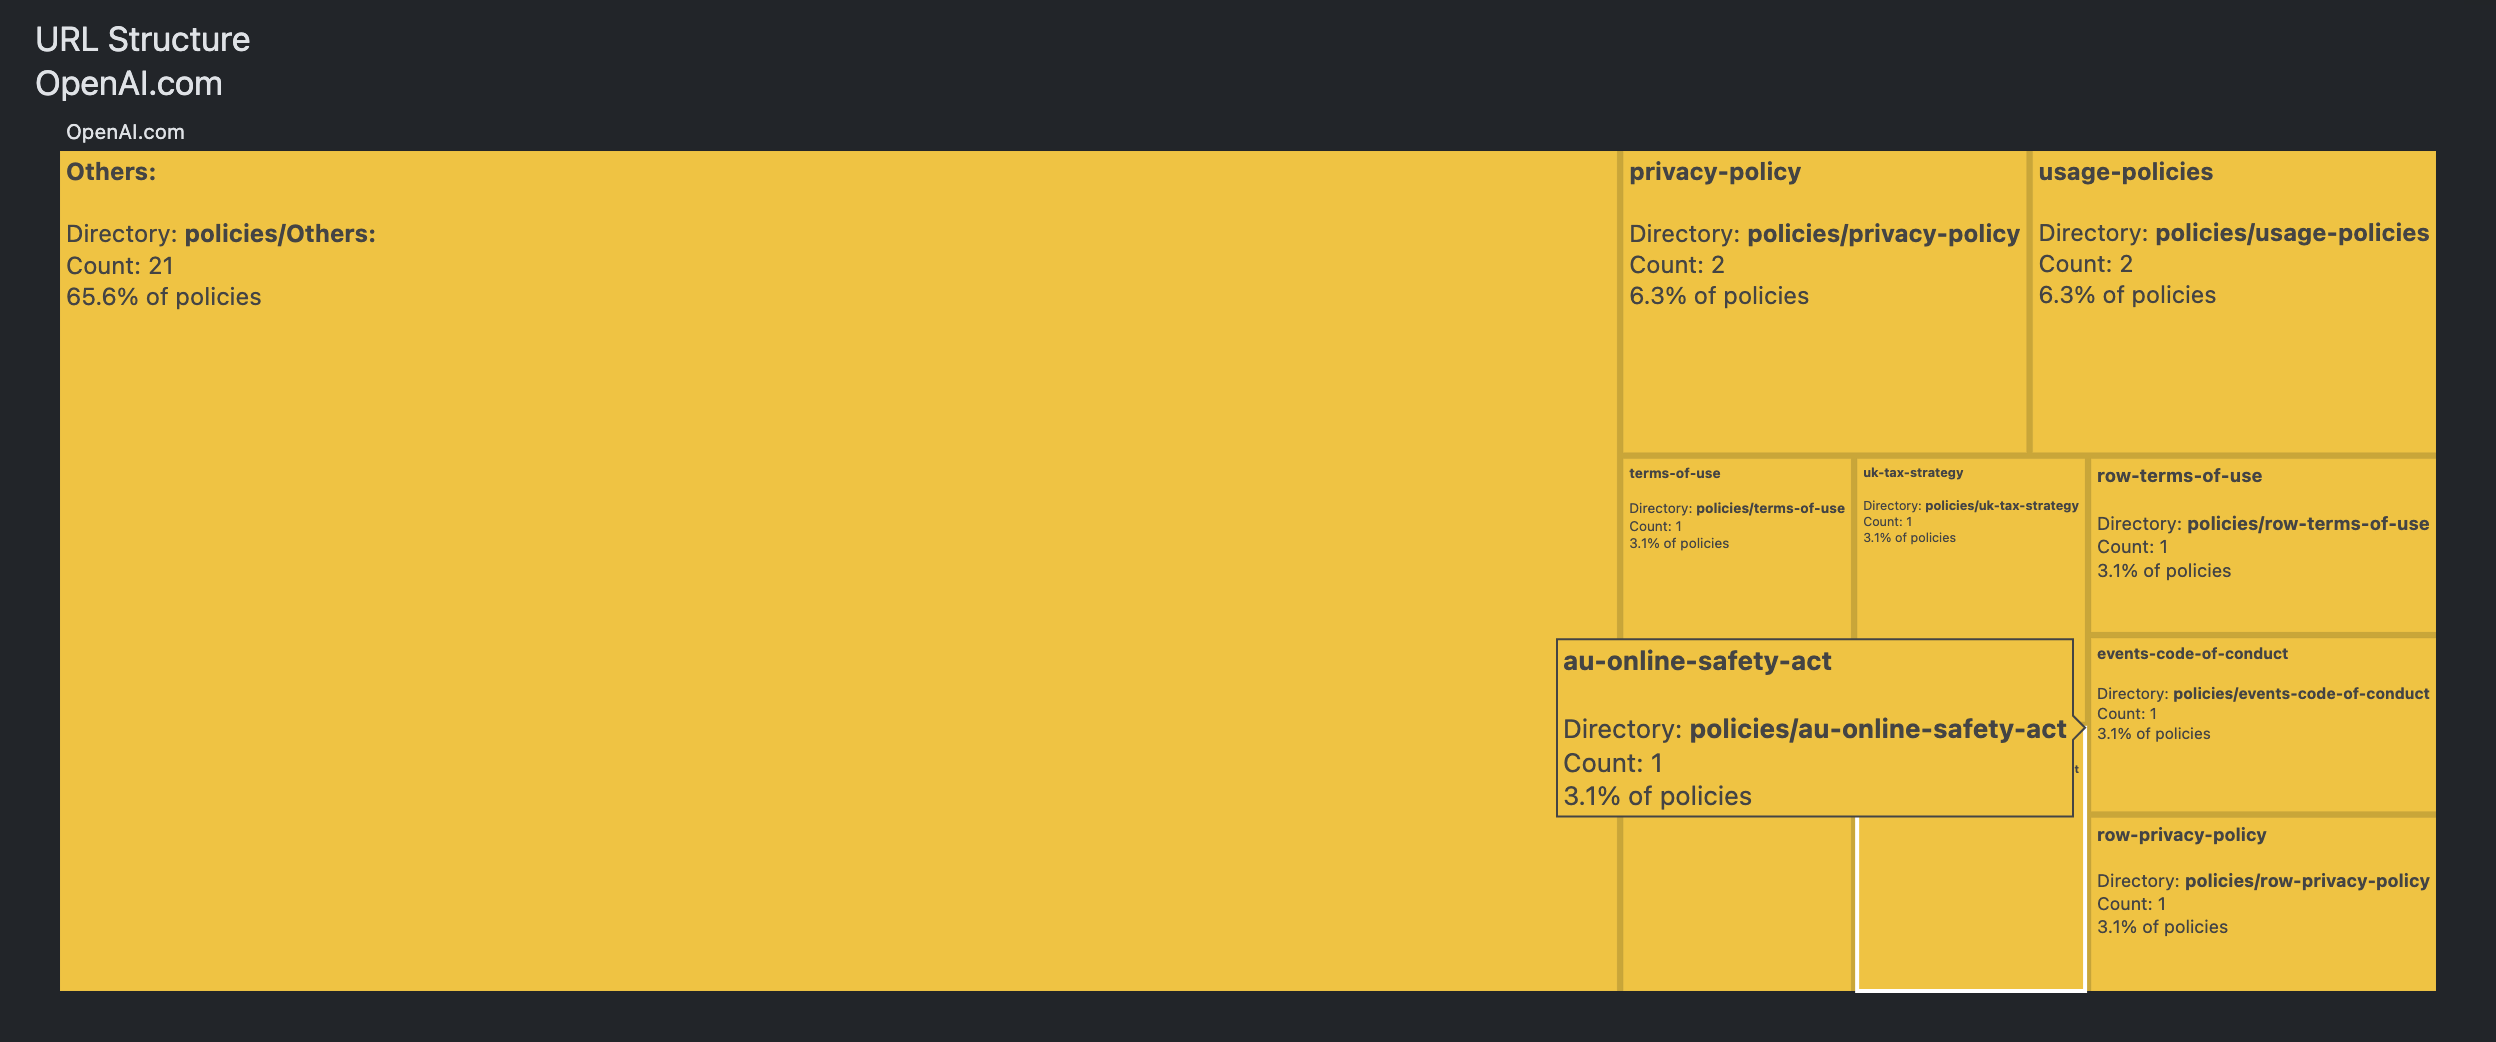 URL Structure
OpenAI.com
OpenAI.com
Others:
Directory: policies/Others:
Count: 21
65.6% of policies
privacy-policy
Directory: policies/privacy-policy
Count: 2
6.3% of policies
usage-policies
Directory: policies/usage-policies
Count: 2
6.3% of policies
terms-of-use
Directory: policies/terms-of-use
Count: 1
3.1% of policies
uk-tax-strategy
Directory: policies/uk-tax-strategy
Count: 1
3.1% of policies
row-terms-of-use
Directory: policies/row-terms-of-use
Count: 1
3.1% of policies
au-online-safety-act
Directory: policies/au-online-safety-act
Count: 1
3.1% of policies
t
events-code-of-conduct
Directory: policies/events-code-of-conduct
Count: 1
3.1% of policies
row-privacy-policy
Directory: policies/row-privacy-policy
Count: 1
3.1% of policies